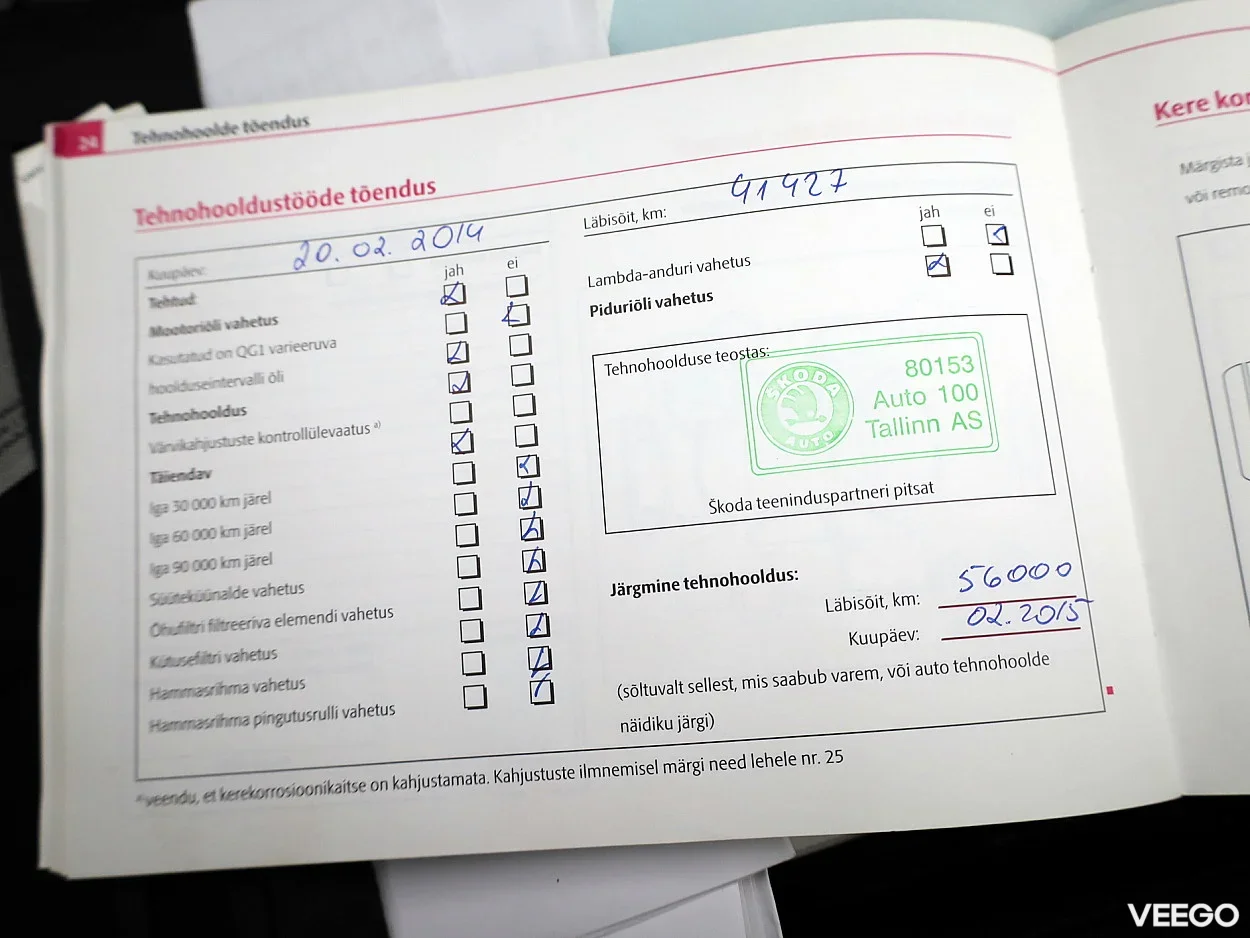 24 Tehnohoolde tõendus
Tehnohooldustööde tõendus
Kuupäev: 20.02.2014
jah ei
Tehtud:
Mootoriõli vahetus
Kasutatud on QG1 varieeruva
hoolduseintervalli õli
Tehnohooldus
Värvikahjustuste kontrollülevaatus a)
Täiendav
iga 30 000 km järel
iga 60 000 km järel
iga 90 000 km järel
Süüteküünalde vahetus
Õhufiltri filtreeriva elemendi vahetus
Kütusefiltri vahetus
Hammasrihma vahetus
Hammasrihma pingutusrulli vahetus
Läbisõit, km: 41427
jah ei
Lambda-anduri vahetus
Piduriõli vahetus
Tehnohoolduse teostas:
ŠKODA
AUTO
80153
Auto 100
Tallinn AS
Škoda teeninduspartneri pitsat
Järgmine tehnohooldus:
Läbisõit, km: 56000
Kuupäev: 02.2015
(sõltuvalt sellest, mis saabub varem, või auto tehnohoolde
näidiku järgi)
a) veendu, et kerekorrosioonikaitse on kahjustamata. Kahjustuste ilmnemisel märgi need lehele nr. 25
Kere
Märgista
või
VEEGO